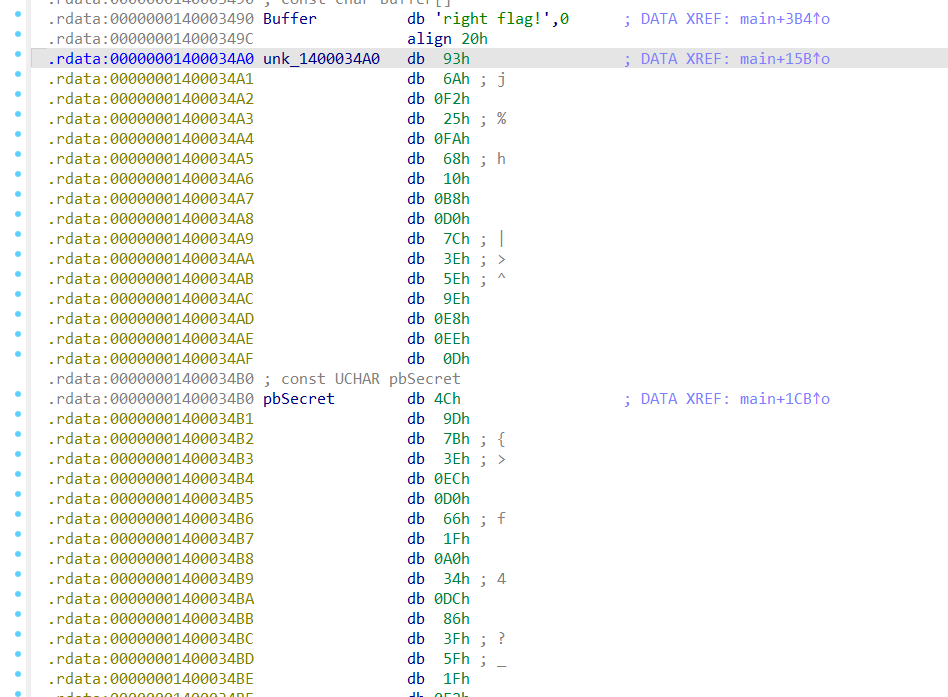 .rdata:0000000140003490 ; const char Buffer[]
.rdata:0000000140003490 Buffer db 'right flag!',0 ; DATA XREF: main+3B4↑o
.rdata:000000014000349C align 20h
.rdata:00000001400034A0 unk_1400034A0 db 93h ; DATA XREF: main+15B↑o
.rdata:00000001400034A1 db 6Ah ; j
.rdata:00000001400034A2 db 0F2h
.rdata:00000001400034A3 db 25h ; %
.rdata:00000001400034A4 db 0FAh
.rdata:00000001400034A5 db 68h ; h
.rdata:00000001400034A6 db 10h
.rdata:00000001400034A7 db 0B8h
.rdata:00000001400034A8 db 0D0h
.rdata:00000001400034A9 db 7Ch ; |
.rdata:00000001400034AA db 3Eh ; >
.rdata:00000001400034AB db 5Eh ; ^
.rdata:00000001400034AC db 9Eh
.rdata:00000001400034AD db 0E8h
.rdata:00000001400034AE db 0EEh
.rdata:00000001400034AF db 0Dh
.rdata:00000001400034B0 ; const UCHAR pbSecret
.rdata:00000001400034B0 pbSecret db 4Ch ; DATA XREF: main+1CB↑o
.rdata:00000001400034B1 db 9Dh
.rdata:00000001400034B2 db 7Bh ; {
.rdata:00000001400034B3 db 3Eh ; >
.rdata:00000001400034B4 db 0ECh
.rdata:00000001400034B5 db 0D0h
.rdata:00000001400034B6 db 66h ; f
.rdata:00000001400034B7 db 1Fh
.rdata:00000001400034B8 db 0A0h
.rdata:00000001400034B9 db 34h ; 4
.rdata:00000001400034BA db 0DCh
.rdata:00000001400034BB db 86h
.rdata:00000001400034BC db 3Fh ; ?
.rdata:00000001400034BD db 5Fh ; _
.rdata:00000001400034BE db 1Fh
.rdata:00000001400034BF db 0F2h